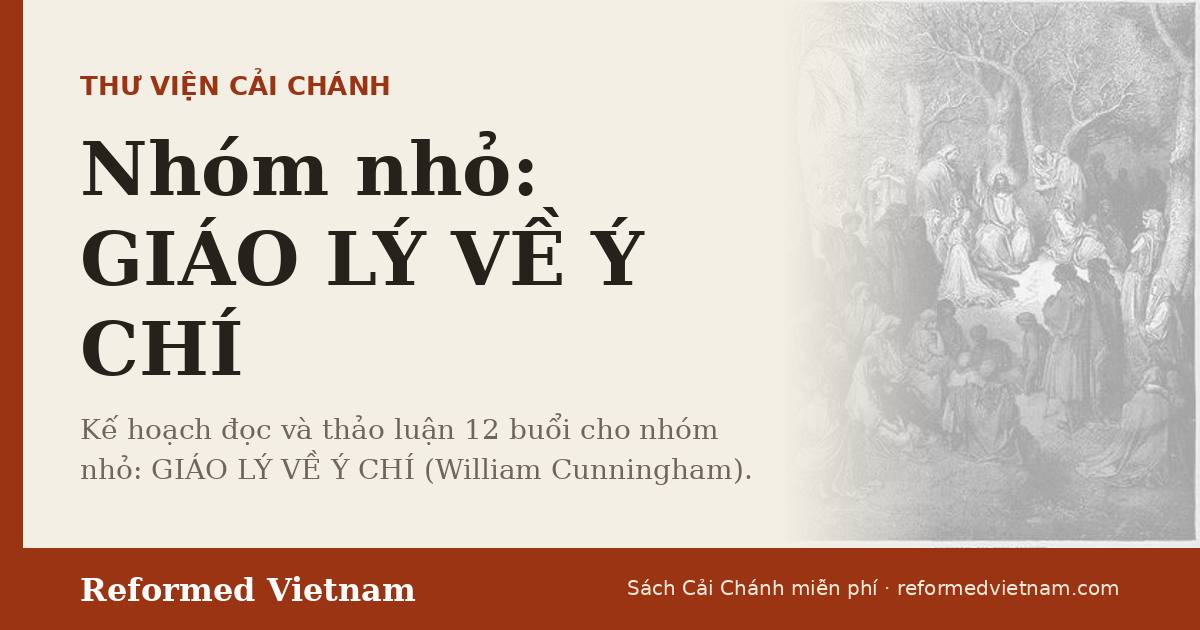 THƯ VIỆN CẢI CHÁNH
Nhóm nhỏ:
GIÁO LÝ VỀ Ý
CHÍ
Kế hoạch đọc và thảo luận 12 buổi cho nhóm
nhỏ: GIÁO LÝ VỀ Ý CHÍ (William Cunningham).
Reformed Vietnam
Sách Cải Chánh miễn phí · reformedvietnam.com